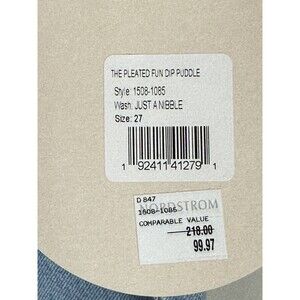 THE PLEATED FUN DIP PUDDLE
Style: 1508-1085
Wash: JUST A NIBBLE
Size: 27
1 92411 41279 1
D 847
NORDSTROM
1508-1085
COMPARABLE VALUE
218.00
99.97